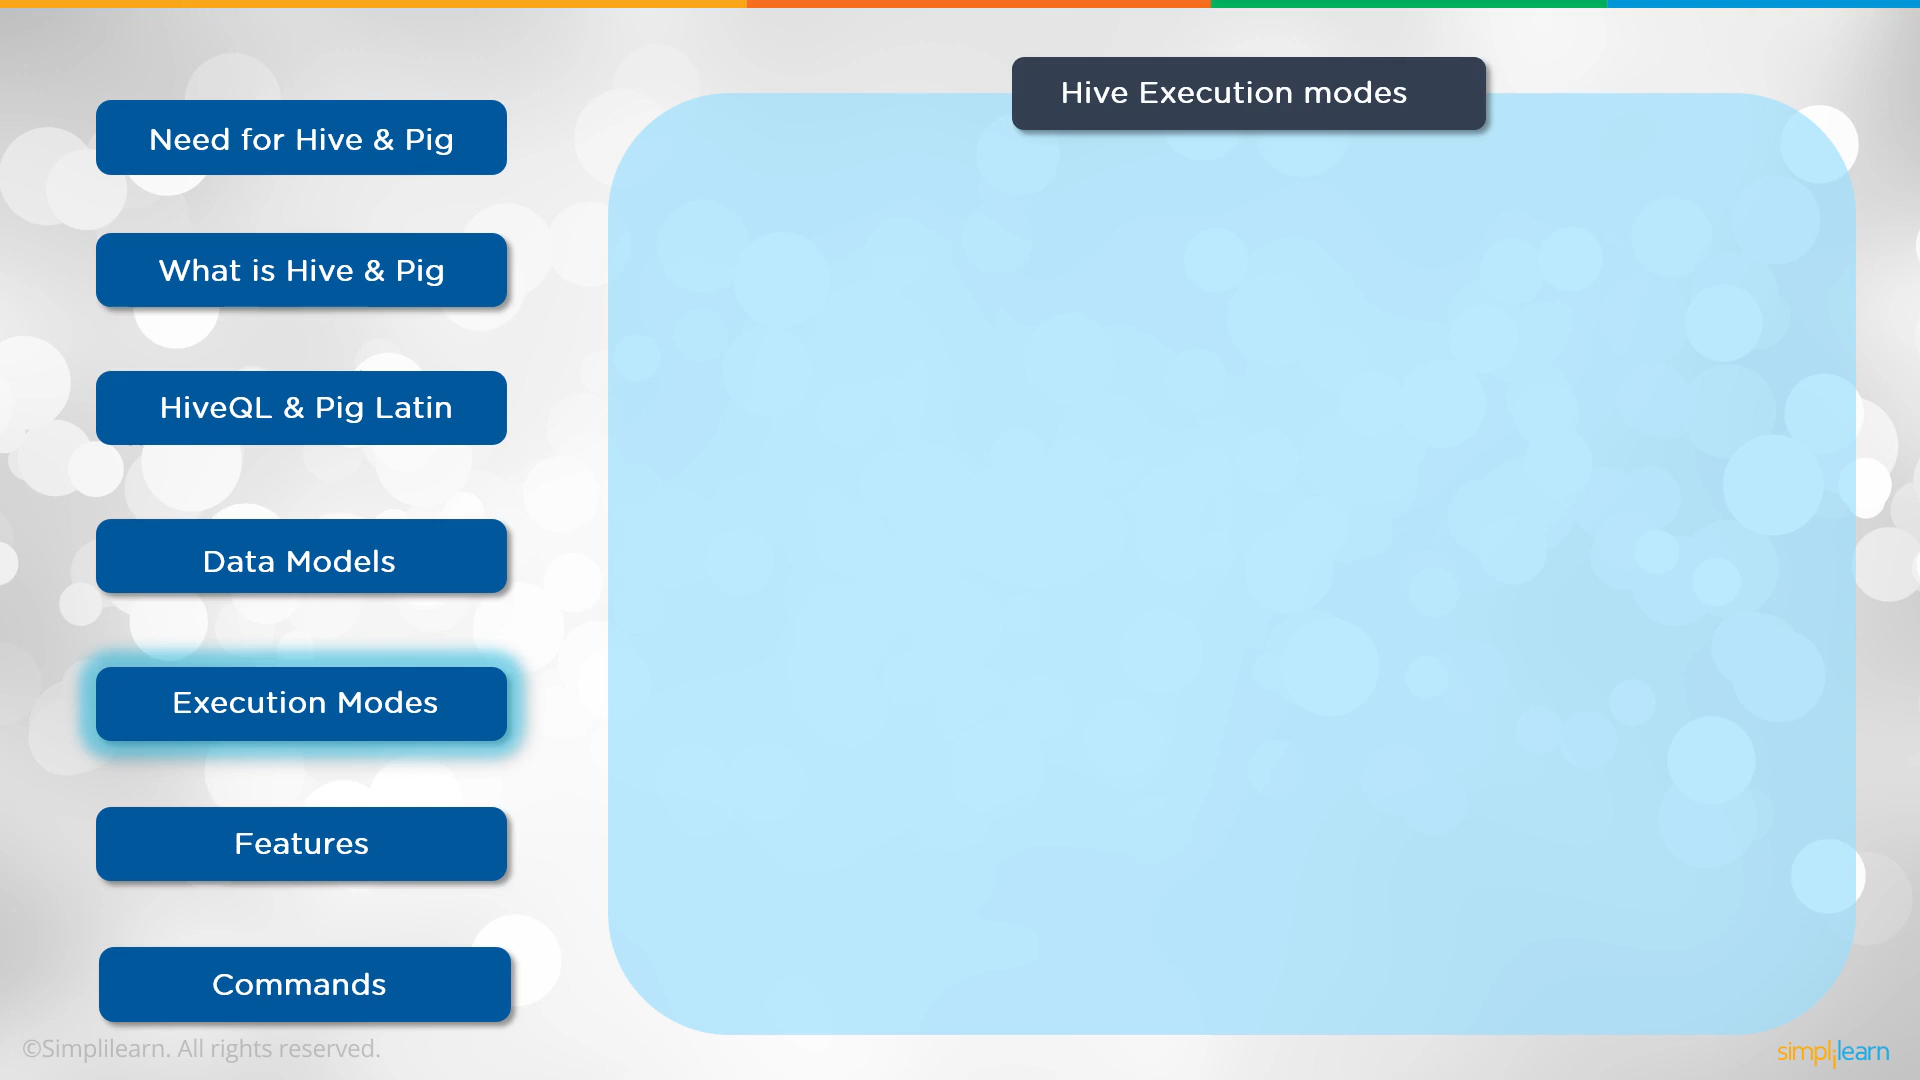 Hive Execution modes
Need for Hive & Pig
What is Hive & Pig
HiveQL & Pig Latin
Data Models
Execution Modes
Features
Commands
©Simplilearn. All rights reserved.
simplilearn